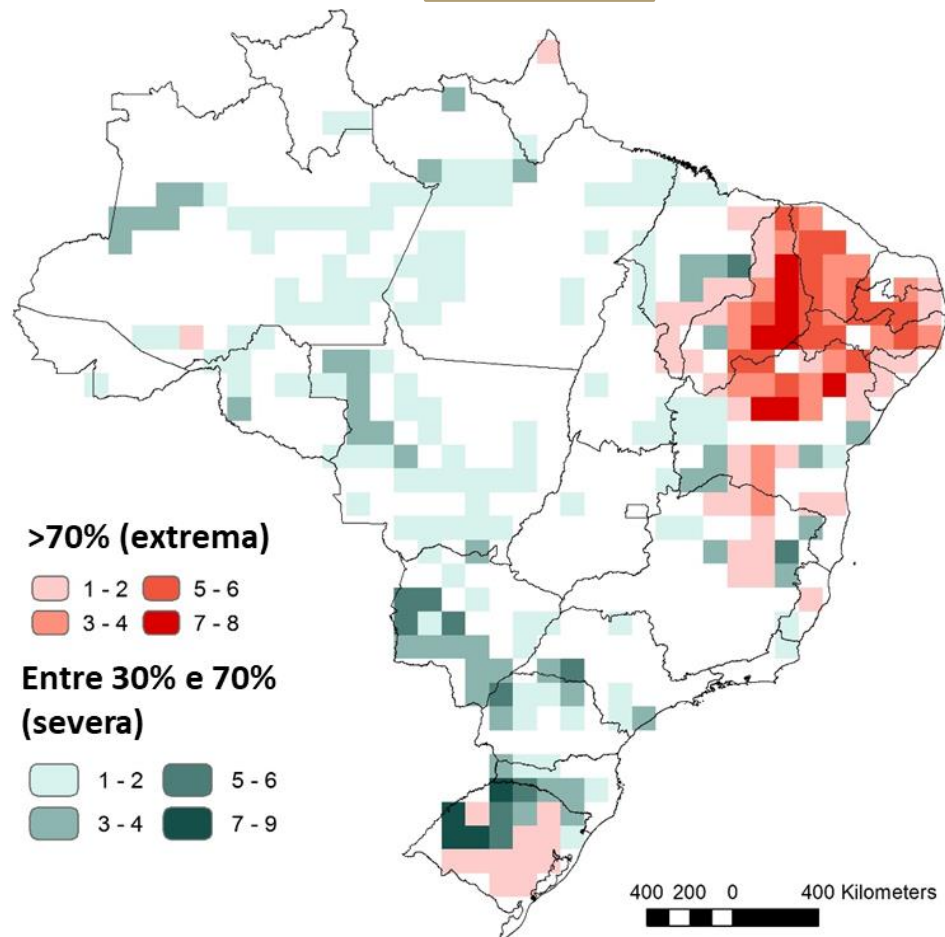 >70% (extrema)
1 - 2
5 - 6
3 - 4
7 - 8
Entre 30% e 70%
(severa)
1 - 2
5 - 6
3 - 4
7 - 9
400 200 0 400 Kilometers